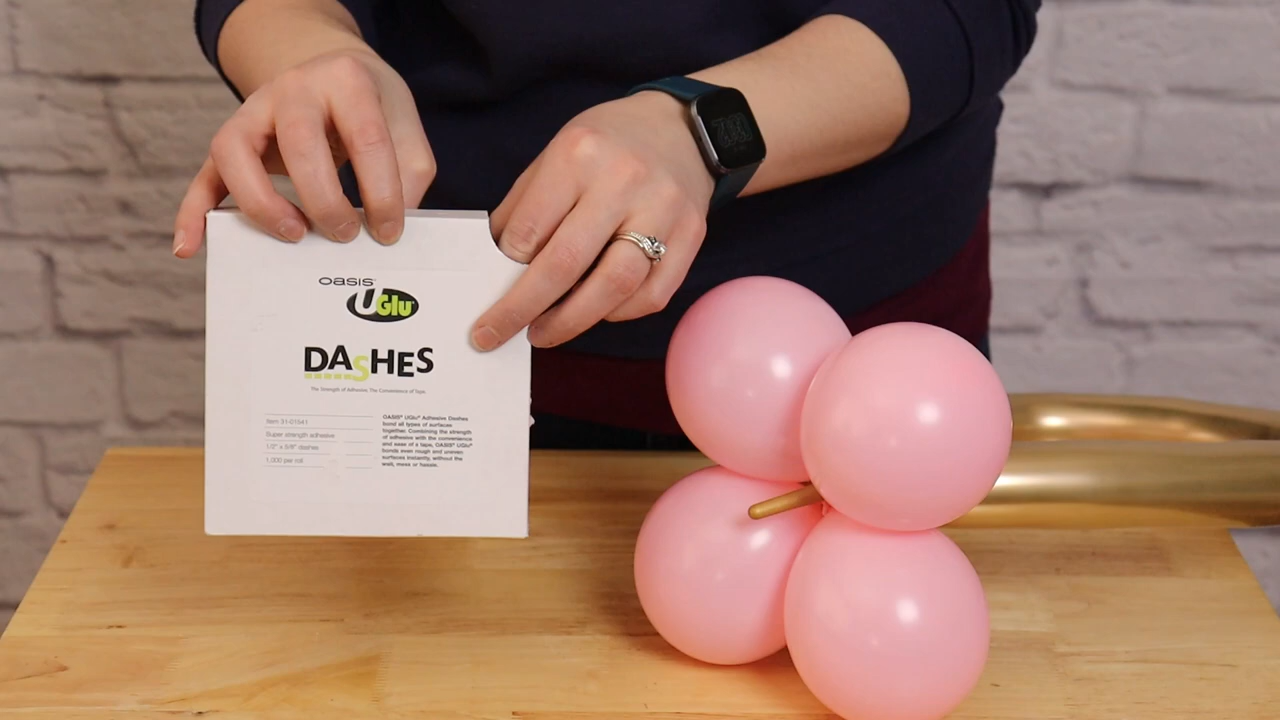 OASIS®
UGlu®
DASHES
The Strength of Adhesive. The Convenience of Tape.
Item 31-01541
Super strength adhesive
1/2" x 5/8" dashes
1,000 per roll
OASIS® UGlu® Adhesive Dashes
bond all types of surfaces
together. Combining the strength
of adhesive with the convenience
and ease of a tape, OASIS® UGlu®
bonds even rough and uneven
surfaces instantly, without the
wait, mess or hassle.